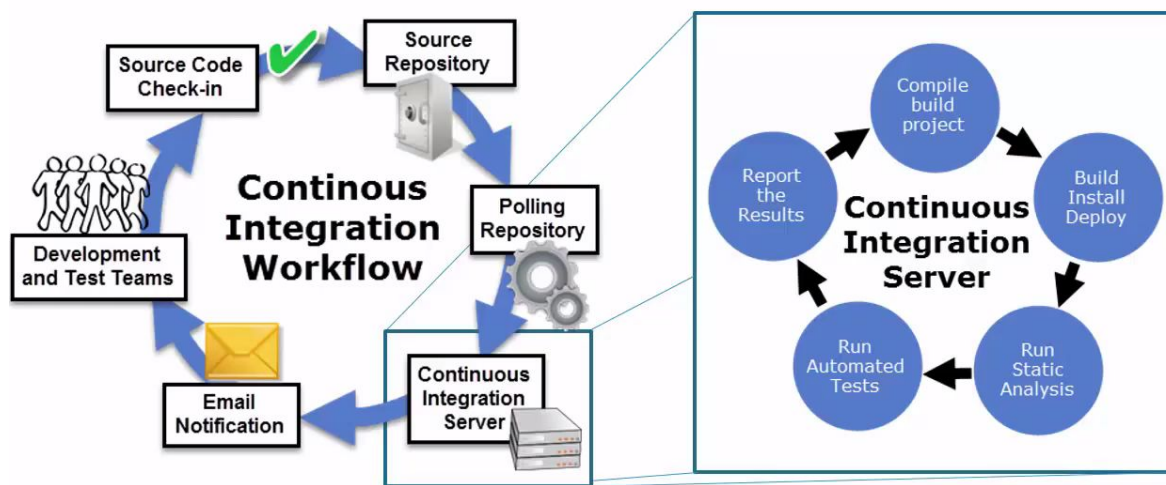 Source Code
Check-in
Source
Repository
Continous
Integration
Workflow
Polling
Repository
Development
and Test Teams
Email
Notification
Continuous
Integration
Server
Compile
build
project
Build
Install
Deploy
Run
Static
Analysis
Run
Automated
Tests
Report
the
Results
Continuous
Integration
Server